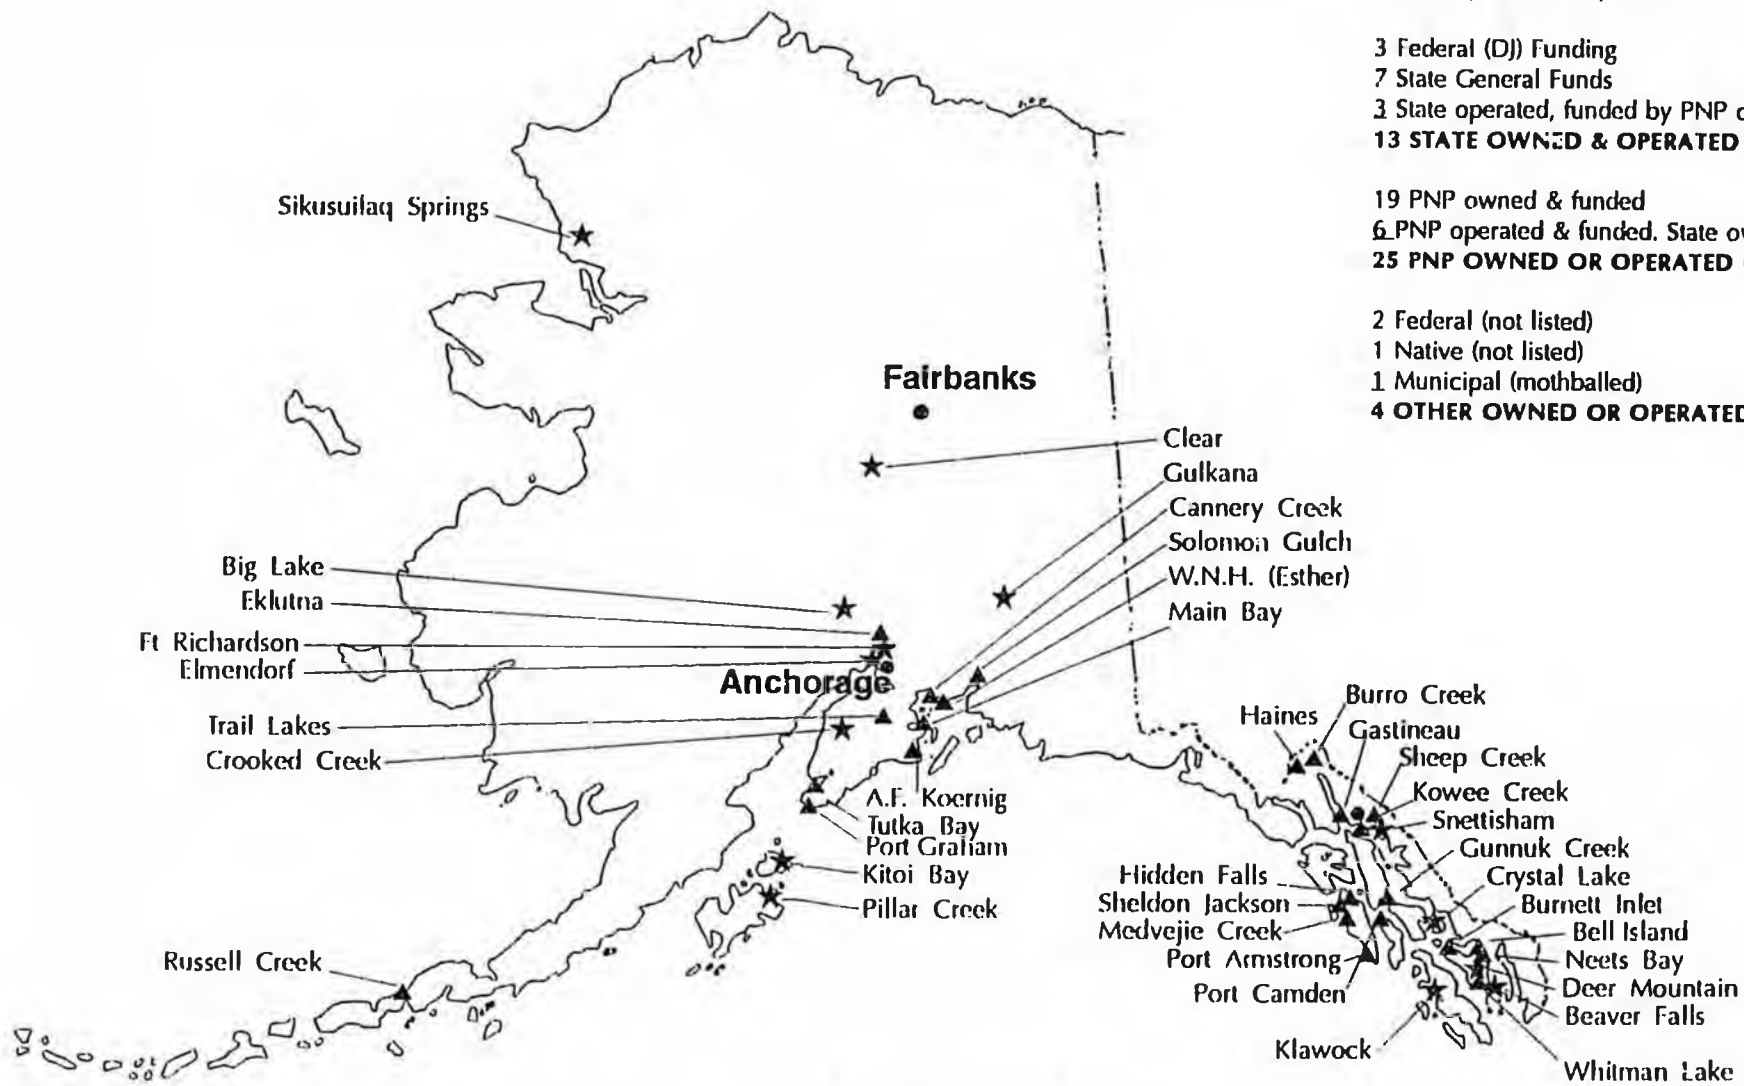 3 Federal (DJ) Funding
7 State General Funds
3 State operated, funded by PNP
13 STATE OWNED & OPERATED
19 PNP owned & funded
6 PNP operated & funded. State
25 PNP OWNED OR OPERATED
2 Federal (not listed)
1 Native (not listed)
1 Municipal (mothballed)
4 OTHER OWNED OR OPERATED
Sikusuilaq Springs
Fairbanks
Clear
Gulkana
Cannery Creek
Solomon Gulch
W.N.H. (Esther)
Main Bay
Big Lake
Eklutna
Ft Richardson
Elmendorf
Anchorage
Trail Lakes
Crooked Creek
A.F. Koernig
Tutka Bay
Port Graham
Kitoi Bay
Pillar Creek
Russell Creek
Burro Creek
Haines
Gastineau
Sheep Creek
Kowee Creek
Snettisham
Gunnuk Creek
Hidden Falls
Crystal Lake
Sheldon Jackson
Burnett Inlet
Medvejie Creek
Bell Island
Port Armstrong
Neets Bay
Port Camden
Deer Mountain
Beaver Falls
Klawock
Whitman Lake